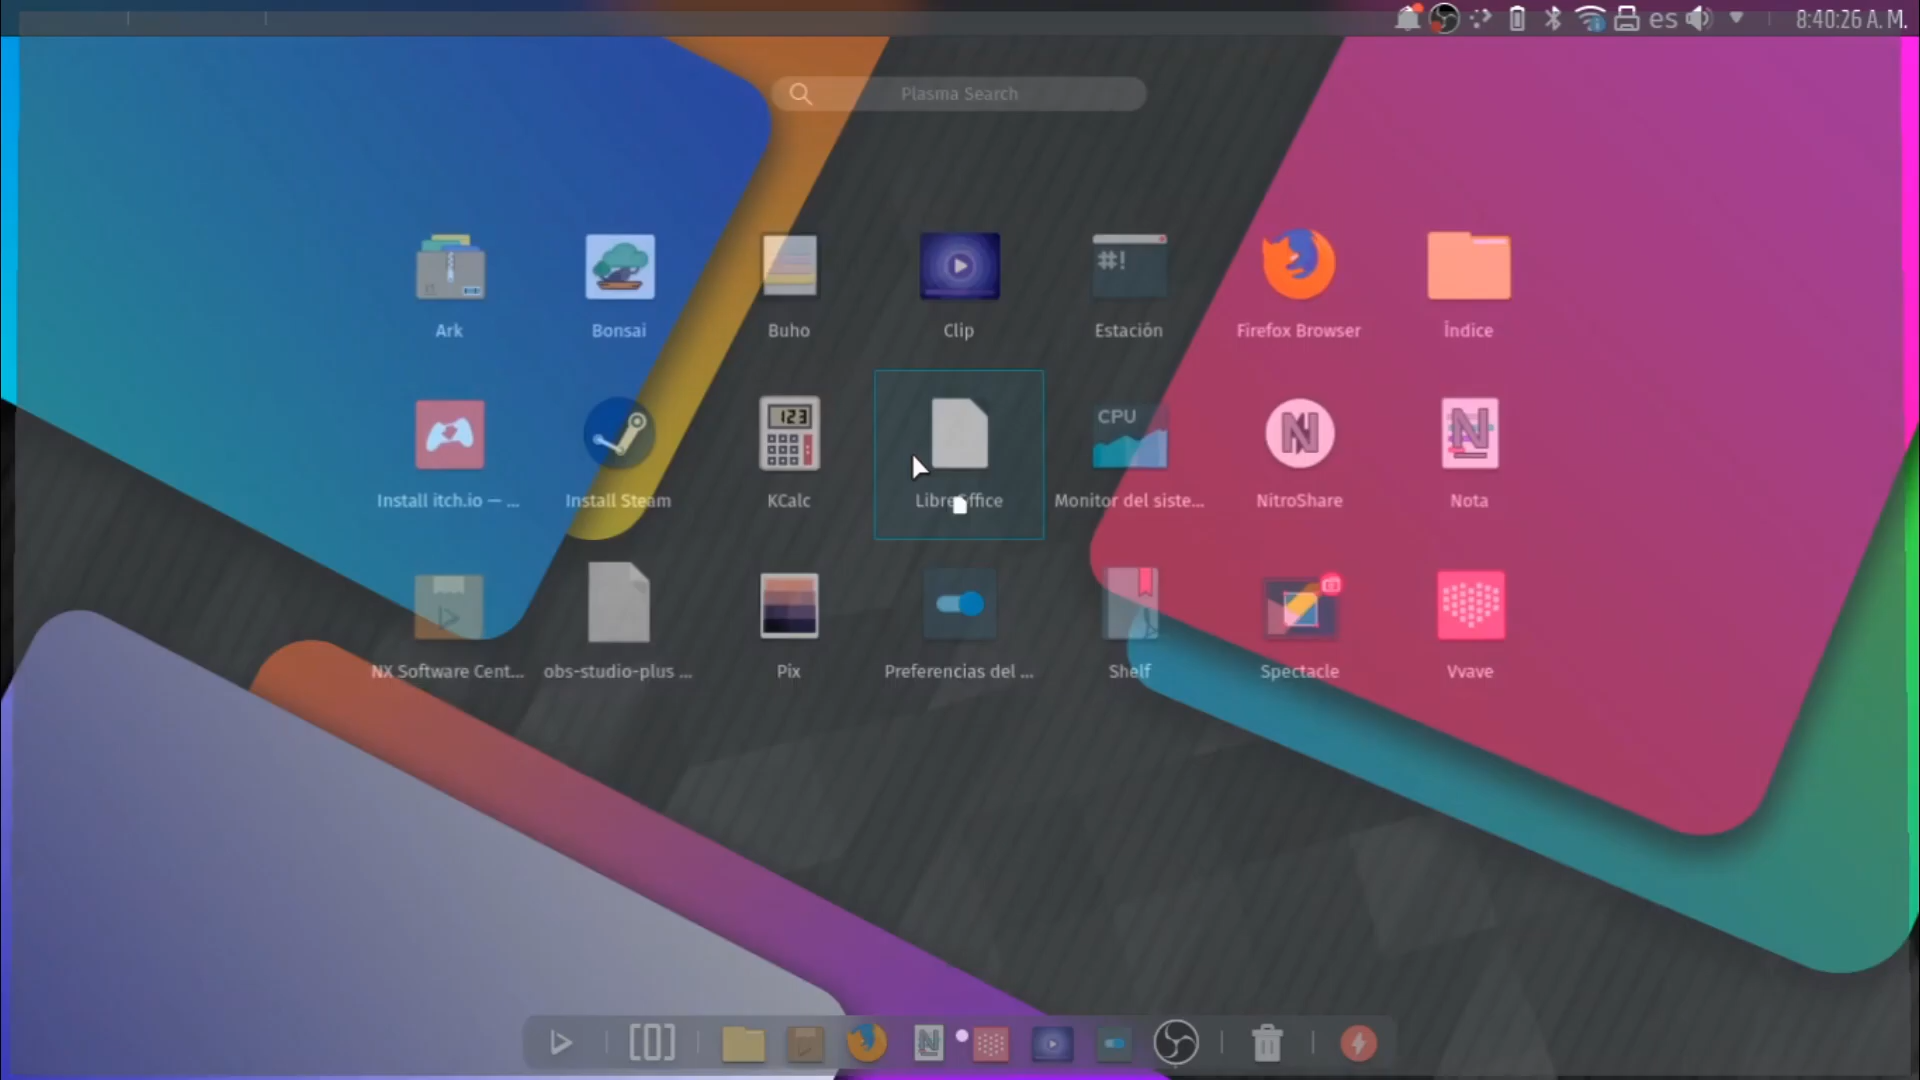 es
8:40:26 A. M.
Plasma Search
#!
Ark
Bonsai
Buho
Clip
Estación
Firefox Browser
Índice
123
CPU
Install itch.io — ...
Install Steam
KCalc
LibreOffice
Monitor del siste...
NitroShare
Nota
NX Software Cent...
obs-studio-plus ...
Pix
Preferencias del ...
Shelf
Spectacle
Vvave